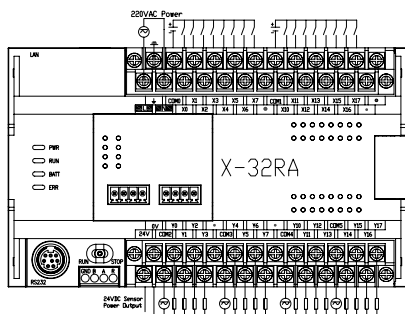 220VAC Power
LAN
COM0 X1 X3 X5 X7 COM1 X11 X13 X15 X17
X0 X2 X4 X6 X10 X12 X14 X16
PWR
RUN
BATT
ERR
X-32RA
0V Y0 Y2 Y4 Y6 Y10 Y12 COM5 Y15 Y17
24V COM2 Y1 Y3 COM3 Y5 Y7 COM4 Y11 Y13 Y14 Y16
RUN STOP
GND B A R
RS232
24VDC Sensor
Power Output